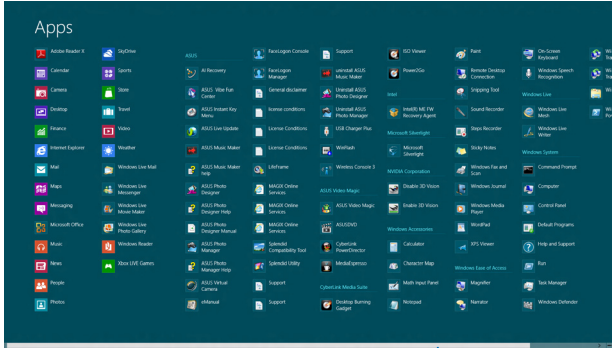 Apps
Adobe Reader X
Calendar
Camera
Desktop
Finance
Internet Explorer
Mail
Maps
Messaging
Microsoft Office
Music
News
People
Photos
SkyDrive
Sports
Store
Travel
Video
Weather
Windows Live Mail
Windows Live
Messenger
Windows Live
Movie Maker
Windows Live
Photo Gallery
Windows Reader
Xbox LIVE Games
ASUS
AI Recovery
ASUS Vibe Fun
Center
ASUS Instant Key
Menu
ASUS Live Update
ASUS Music Maker
ASUS Music Maker
help
ASUS Photo
Designer
ASUS Photo
Designer Help
ASUS Photo
Designer Manual
ASUS Photo
Manager
ASUS Photo
Manager Help
ASUS Virtual
Camera
eManual
FaceLogon Console
FaceLogon
Manager
General disclaimer
license conditions
License Conditions
License Conditions
LifeFrame
MAGIX Online
Services
MAGIX Online
Services
MAGIX Online
Services
Splendid
Compatibility Tool
Splendid Utility
Support
Support
Support
uninstall ASUS
Music Maker
Uninstall ASUS
Photo Designer
Uninstall ASUS
Photo Manager
USB Charger Plus
WinFlash
Wireless Console 3
ASUS Video Magic
ASUS Video Magic
ASUSDVD
CyberLink
PowerDirector
MediaEspresso
CyberLink Media Suite
Desktop Burning
Gadget
ISO Viewer
Power2Go
Intel
Intel(R) ME FW
Recovery Agent
Microsoft Silverlight
Microsoft
Silverlight
NVIDIA Corporation
Disable 3D Vision
Enable 3D Vision
Windows Accessories
Calculator
Character Map
Math Input Panel
Notepad
Paint
Remote Desktop
Connection
Snipping Tool
Sound Recorder
Steps Recorder
Sticky Notes
Windows Fax and
Scan
Windows Journal
Windows Media
Player
WordPad
XPS Viewer
Windows Ease of Access
Magnifier
Narrator
On-Screen
Keyboard
Windows Speech
Recognition
Windows Live
Windows Live
Mesh
Windows Live
Writer
Windows System
Command Prompt
Computer
Control Panel
Default Programs
Help and Support
Run
Task Manager
Windows Defender